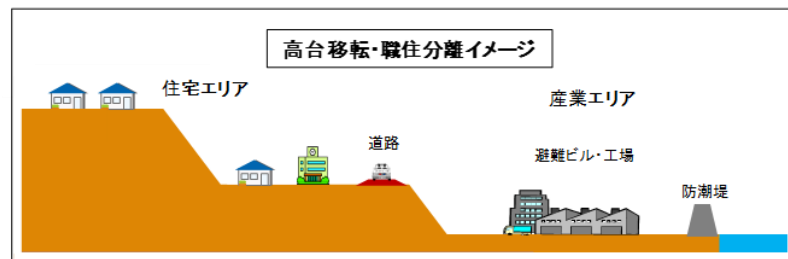 高台移転・職住分離イメージ
住宅エリア
産業エリア
道路
避難ビル・工場
防潮堤